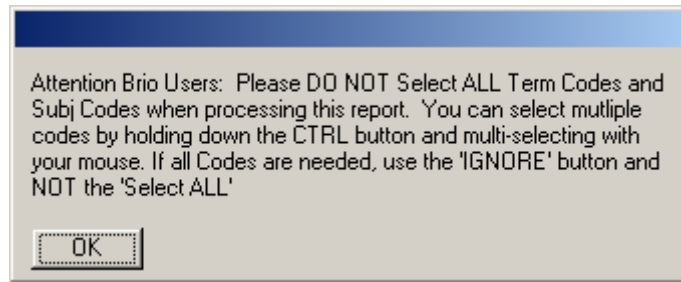 Attention Brio Users:  Please DO NOT Select ALL Term Codes and
Subj Codes when processing this report.  You can select mutliple
codes by holding down the CTRL button and multi-selecting with
your mouse. If all Codes are needed, use the 'IGNORE' button and
NOT the 'Select ALL'
OK